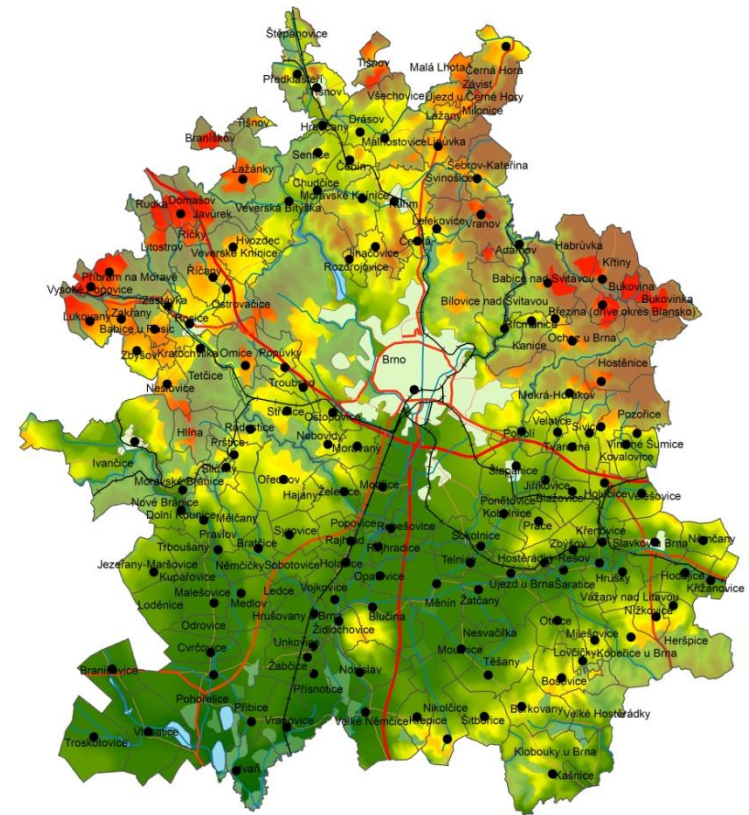 Štěpánovice
Tišnov
Předklášteří
Tišnov
Malá Lhota
Černá Hora
Závist
Všechovice
Újezd u Černé Hory
Milonice
Lažany
Tišnov
Drásov
Hradčany
Malhostovice
Lipůvka
Braníškov
Sentice
Čebín
Šebrov-Kateřina
Svinošice
Lažánky
Chudčice
Moravské Knínice
Kuřim
Veverská Bítýška
Rudka
Domašov
Javůrek
Lelekovice
Vranov
Říčky
Česká
Hvozdec
Veverské Knínice
Jinačovice
Rozdrojovice
Adamov
Habrůvka
Litostrov
Křtiny
Říčany
Babice nad Svitavou
Bukovina
Příbram na Moravě
Vysoké Popovice
Ostrovačice
Bílovice nad Svitavou
Bukovinka
Zastávka
Březina (dříve okres Blansko)
Lukovany
Zakřany
Rosice
Řícmanice
Babice u Rosic
Kanice
Ochoz u Brna
Zbýšov
Kratochvilka
Omice
Popůvky
Brno
Hostěnice
Tetčice
Neslovice
Troubsko
Mokrá-Horákov
Střelice
Ostopovice
Hlína
Radostice
Nebovidy
Velatice
Sivice
Pozořice
Podolí
Prštice
Moravany
Tvarožná
Viničné Šumice
Kovalovice
Ivančice
Silůvky
Šlapanice
Moravské Bránice
Ořechov
Modřice
Jiříkovice
Hajany
Želešice
Ponětovice
Blažovice
Holubice
Velešovice
Nové Bránice
Dolní Kounice
Kobylnice
Mělčany
Popovice
Rebešovice
Prace
Pravlov
Syrovice
Sokolnice
Křenovice
Trboušany
Bratčice
Rajhrad
Rajhradice
Zbýšov
Slavkov u Brna
Němčany
Jezeřany-Maršovice
Němčičky
Sobotovice
Holasice
Telnice
Hostěrádky-Rešov
Kupařovice
Opatovice
Újezd u Brna
Šaratice
Hrušky
Hodějice
Křižanovice
Malešovice
Ledce
Vojkovice
Měnín
Žatčany
Vážany nad Litavou
Loděnice
Medlov
Hrušovany u Brna
Blučina
Nížkovice
Odrovice
Židlochovice
Otnice
Cvrčovice
Unkovice
Nesvačilka
Milešovice
Heršpice
Žabčice
Moutnice
Lovčičky
Kobeřice u Brna
Branišovice
Přísnotice
Nosislav
Těšany
Bošovice
Pohořelice
Přibice
Nikolčice
Borkovany
Velké Hostěrádky
Vranovice
Velké Němčice
Křepice
Šitbořice
Troskotovice
Vlasatice
Klobouky u Brna
Ivaň
Kašnice